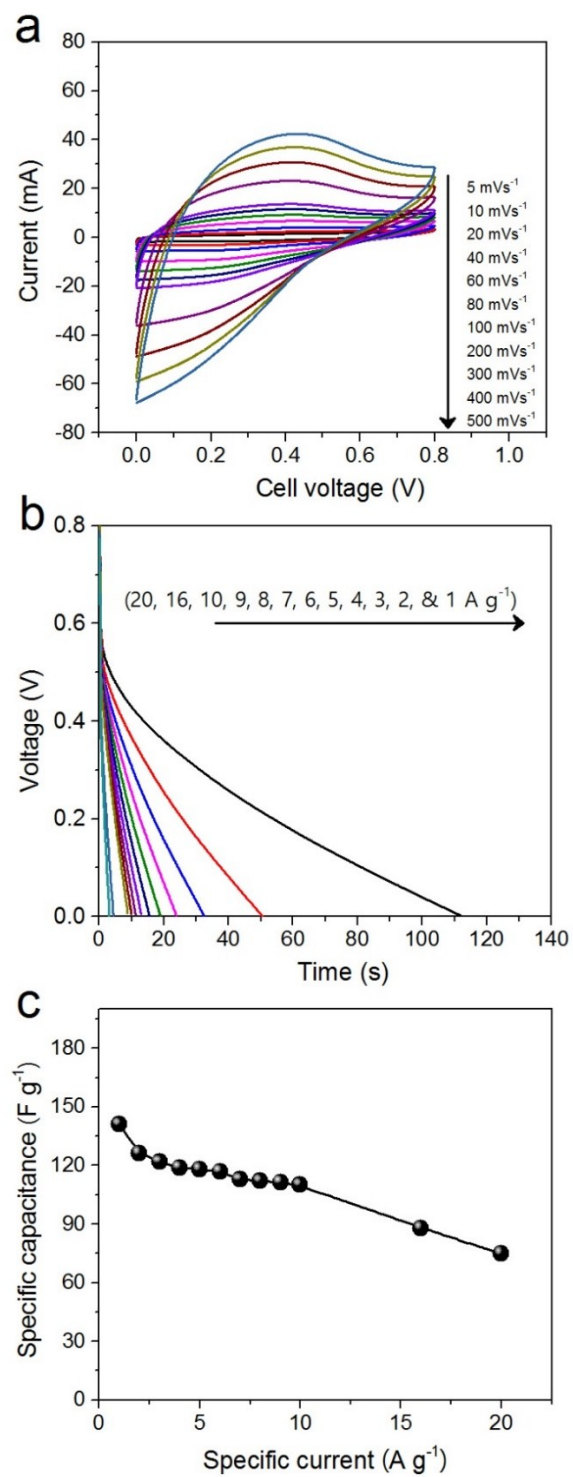 a
80
60
40
20
0
-20
-40
-60
-80
Current (mA)
5 mVs⁻¹
10 mVs⁻¹
20 mVs⁻¹
40 mVs⁻¹
60 mVs⁻¹
80 mVs⁻¹
100 mVs⁻¹
200 mVs⁻¹
300 mVs⁻¹
400 mVs⁻¹
500 mVs⁻¹
0.0 0.2 0.4 0.6 0.8 1.0
Cell voltage (V)
b
0.8
0.6
0.4
0.2
0.0
Voltage (V)
(20, 16, 10, 9, 8, 7, 6, 5, 4, 3, 2, & 1 A g⁻¹)
0 20 40 60 80 100 120 140
Time (s)
c
180
150
120
90
60
30
0
Specific capacitance (F g⁻¹)
0 5 10 15 20
Specific current (A g⁻¹)